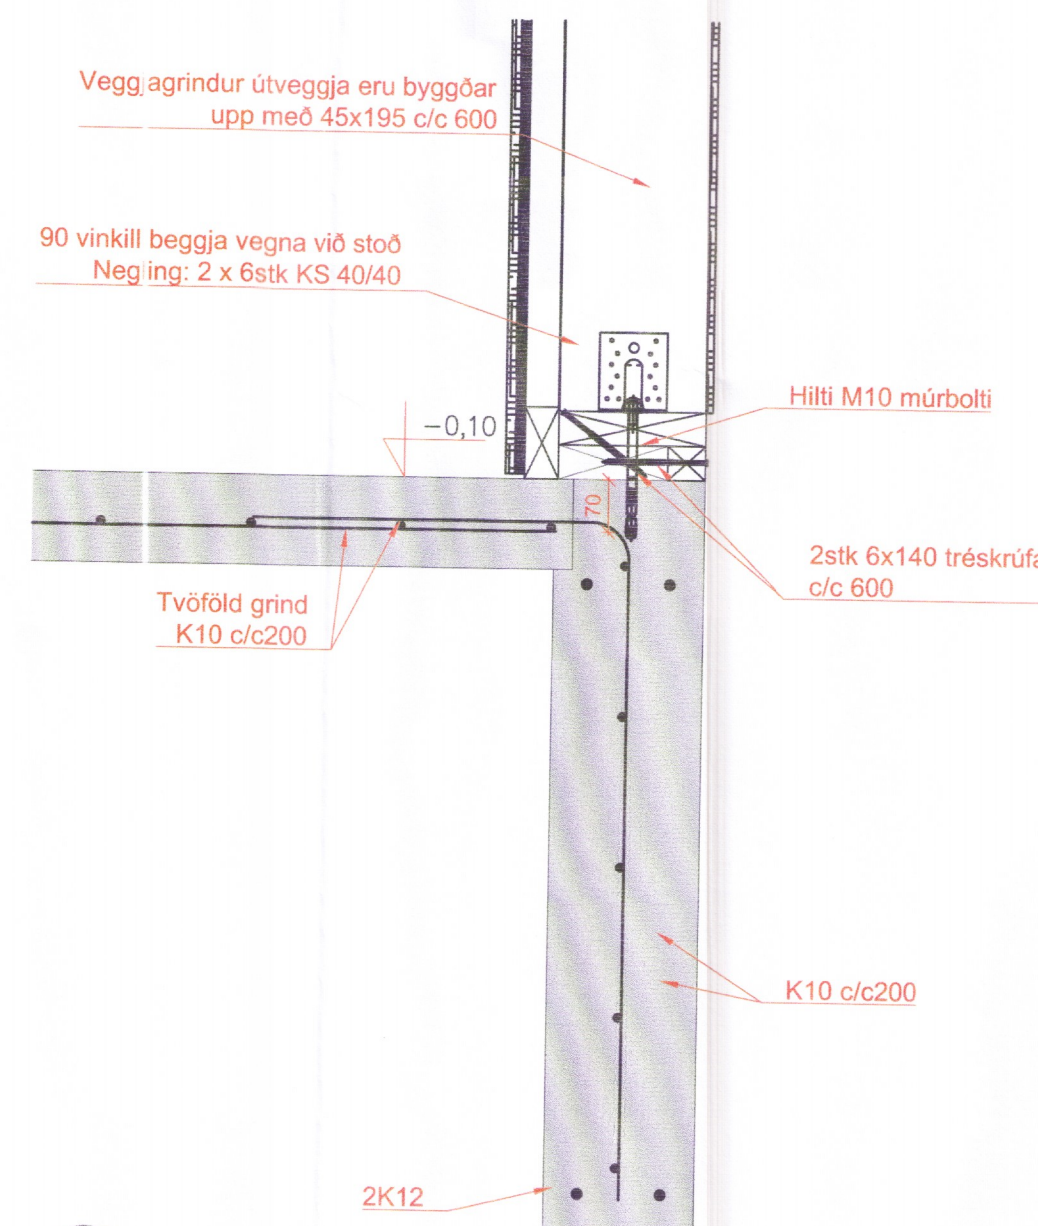 Veggjagrindur útveggja eru byggðar
upp með 45x195 c/c 600
90 vinkill beggja vegna við stoð
Negling: 2 x 6stk KS 40/40
Hilti M10 múrbolti
−0,10
70
2stk 6x140 tréskrúfa
c/c 600
Tvöföld grind
K10 c/c200
K10 c/c200
2K12